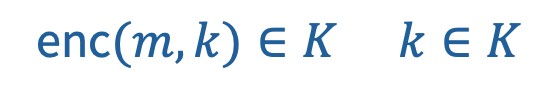 enc(m, k) ∈ K k ∈ K